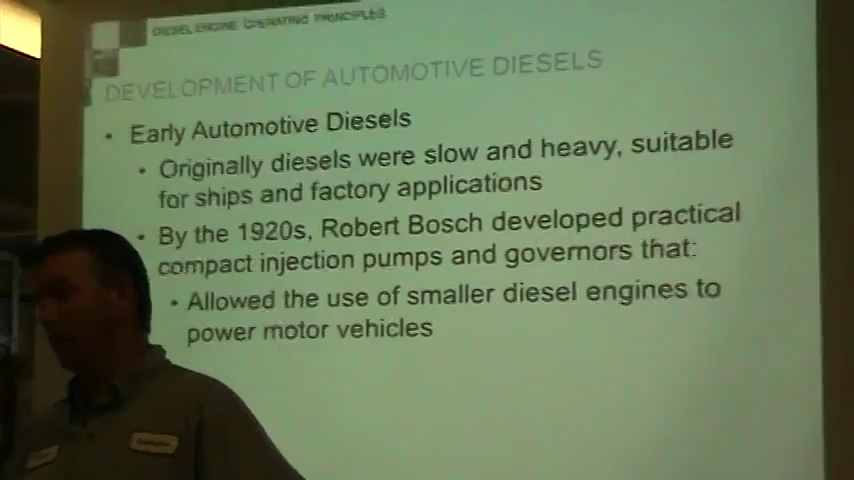 DIESEL ENGINE OPERATING PRINCIPLES
DEVELOPMENT OF AUTOMOTIVE DIESELS
• Early Automotive Diesels
• Originally diesels were slow and heavy, suitable
for ships and factory applications
• By the 1920s, Robert Bosch developed practical
compact injection pumps and governors that:
• Allowed the use of smaller diesel engines to
power motor vehicles